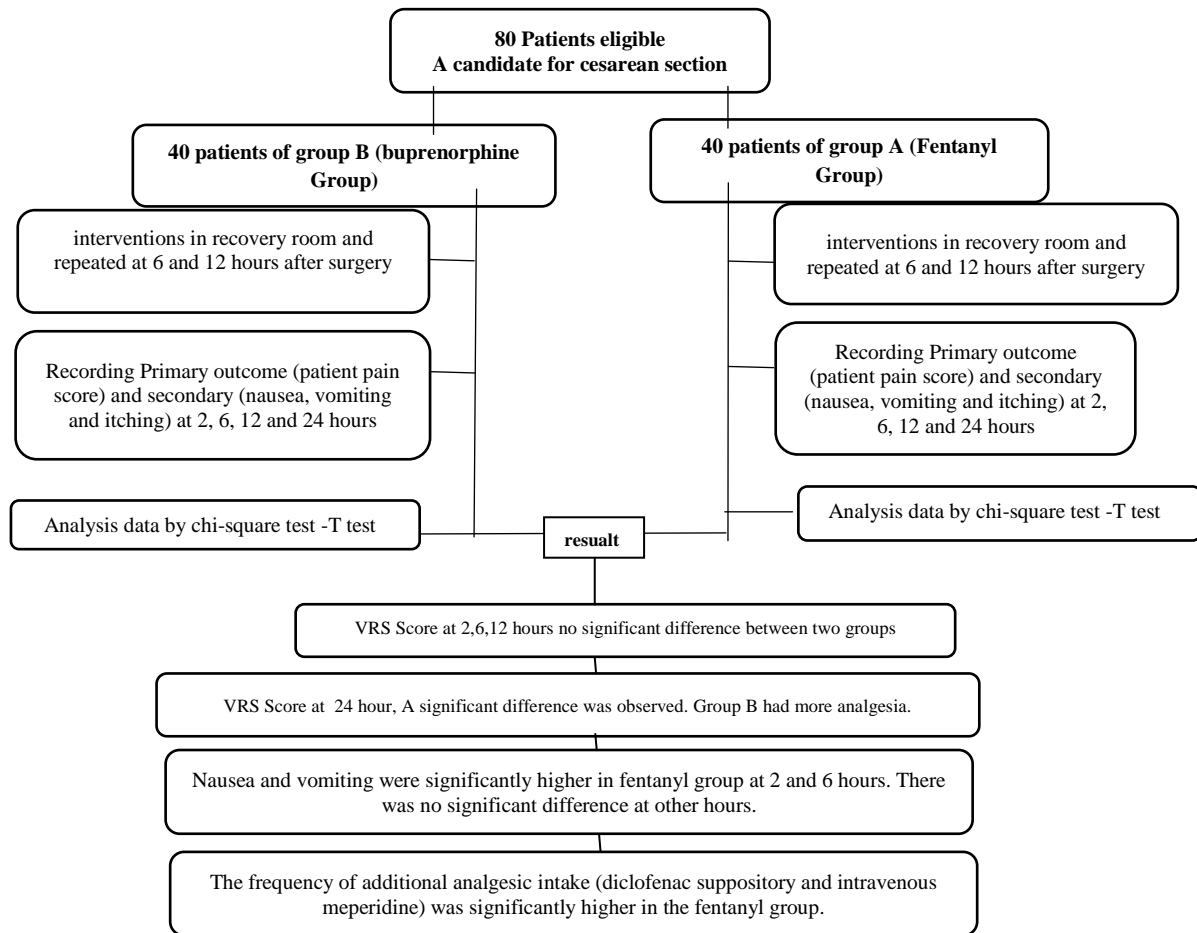 80 Patients eligible
A candidate for cesarean section
40 patients of group B (buprenorphine
Group)
40 patients of group A (Fentanyl
Group)
interventions in recovery room and
repeated at 6 and 12 hours after surgery
interventions in recovery room and
repeated at 6 and 12 hours after surgery
Recording Primary outcome (patient pain
score) and secondary (nausea, vomiting
and itching) at 2, 6, 12 and 24 hours
Recording Primary outcome
(patient pain score) and secondary
(nausea, vomiting and itching) at 2,
6, 12 and 24 hours
Analysis data by chi-square test -T test
Analysis data by chi-square test -T test
resualt
VRS Score at 2,6,12 hours no significant difference between two groups
VRS Score at 24 hour, A significant difference was observed. Group B had more analgesia.
Nausea and vomiting were significantly higher in fentanyl group at 2 and 6 hours. There
was no significant difference at other hours.
The frequency of additional analgesic intake (diclofenac suppository and intravenous
meperidine) was significantly higher in the fentanyl group.